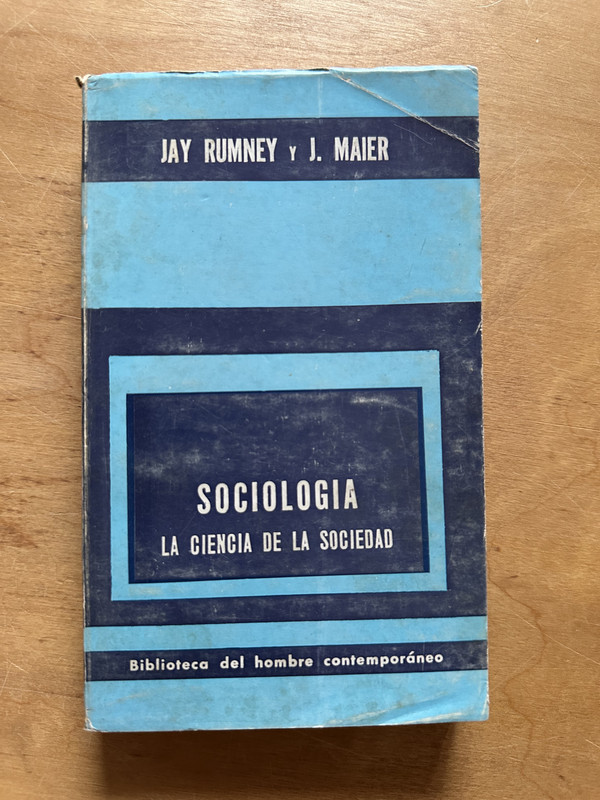 JAY RUMNEY Y J. MAIER
SOCIOLOGIA
LA CIENCIA DE LA SOCIEDAD
Biblioteca del hombre contemporáneo